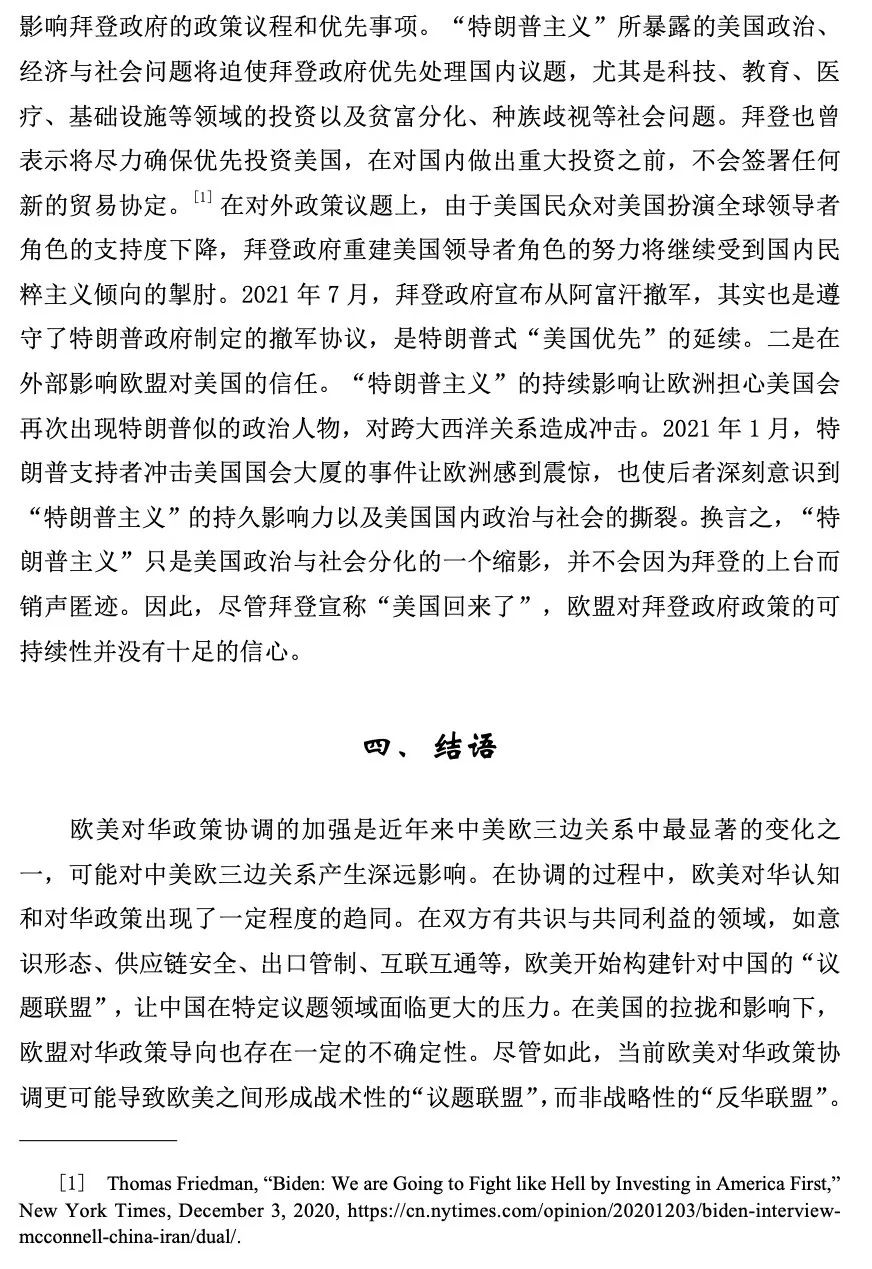 影响拜登政府的政策议程和优先事项。“特朗普主义”所暴露的美国政治、
经济与社会问题将迫使拜登政府优先处理国内议题，尤其是科技、教育、医
疗、基础设施等领域的投资以及贫富分化、种族歧视等社会问题。拜登也曾
表示将尽力确保优先投资美国，在对国内做出重大投资之前，不会签署任何
新的贸易协定。[1] 在对外政策议题上，由于美国民众对美国扮演全球领导者
角色的支持度下降，拜登政府重建美国领导者角色的努力将继续受到国内民
粹主义倾向的掣肘。2021 年 7 月，拜登政府宣布从阿富汗撤军，其实也是遵
守了特朗普政府制定的撤军协议，是特朗普式“美国优先”的延续。二是在
外部影响欧盟对美国的信任。“特朗普主义”的持续影响让欧洲担心美国会
再次出现特朗普似的政治人物，对跨大西洋关系造成冲击。2021 年 1 月，特
朗普支持者冲击美国国会大厦的事件让欧洲感到震惊，也使后者深刻意识到
“特朗普主义”的持久影响力以及美国国内政治与社会的撕裂。换言之，“特
朗普主义”只是美国政治与社会分化的一个缩影，并不会因为拜登的上台而
销声匿迹。因此，尽管拜登宣称“美国回来了”，欧盟对拜登政府政策的可
持续性并没有十足的信心。
四、结语
欧美对华政策协调的加强是近年来中美欧三边关系中最显著的变化之
一，可能对中美欧三边关系产生深远影响。在协调的过程中，欧美对华认知
和对华政策出现了一定程度的趋同。在双方有共识与共同利益的领域，如意
识形态、供应链安全、出口管制、互联互通等，欧美开始构建针对中国的“议
题联盟”，让中国在特定议题领域面临更大的压力。在美国的拉拢和影响下，
欧盟对华政策导向也存在一定的不确定性。尽管如此，当前欧美对华政策协
调更可能导致欧美之间形成战术性的“议题联盟”，而非战略性的“反华联盟”。
[1] Thomas Friedman, “Biden: We are Going to Fight like Hell by Investing in America First,”
New York Times, December 3, 2020, https://cn.nytimes.com/opinion/20201203/biden-interview-
mcconnell-china-iran/dual/.